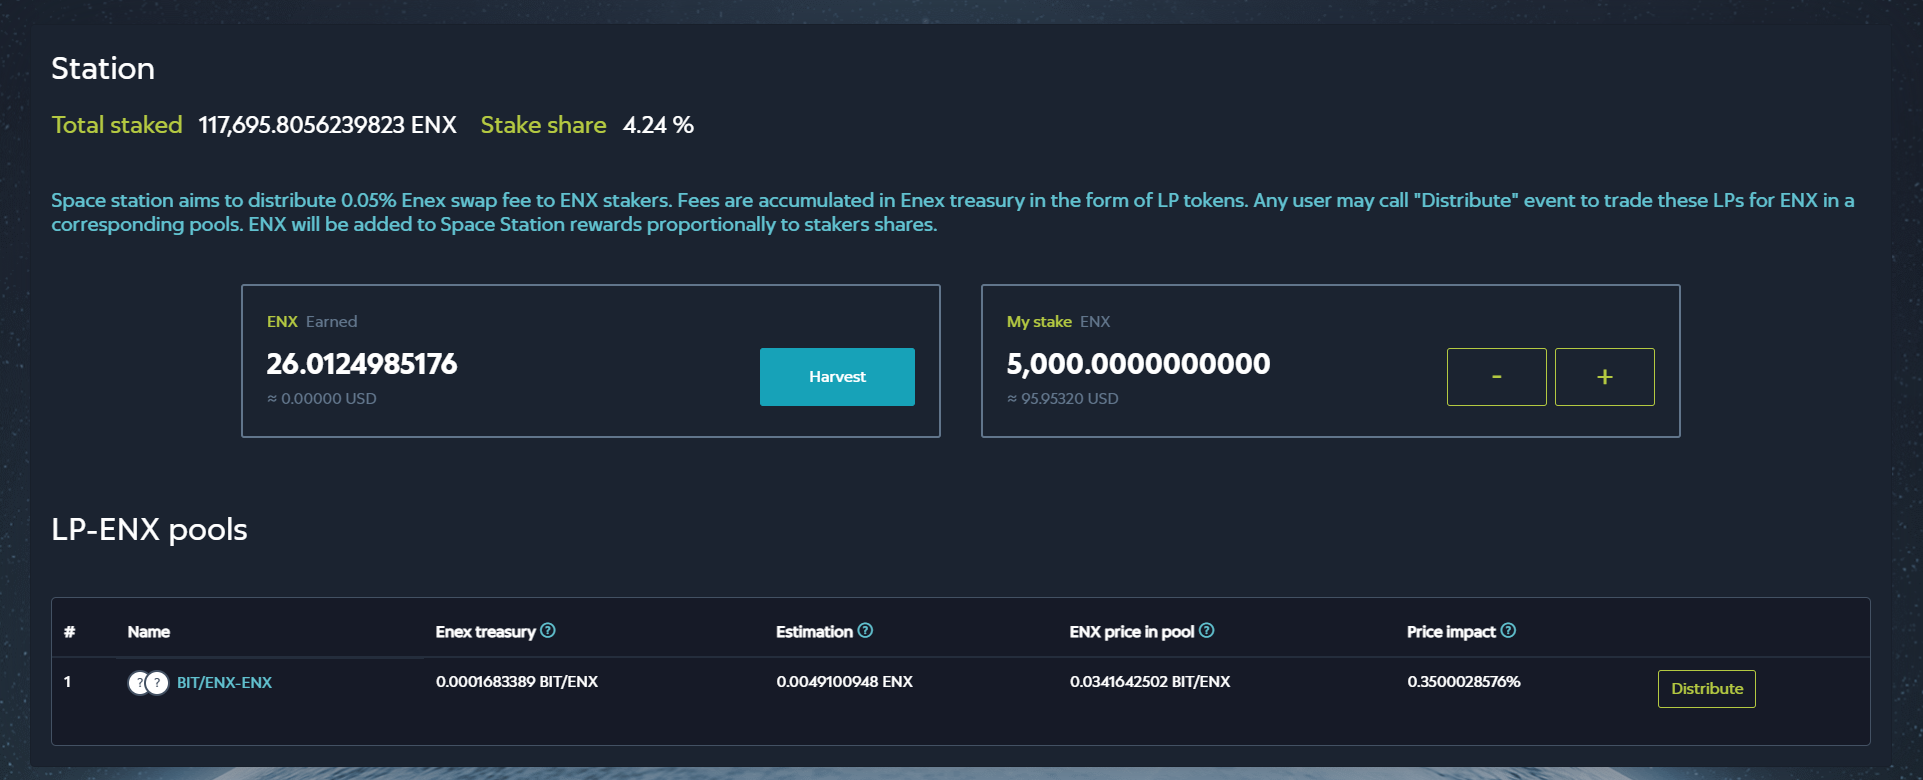 Station
Total staked 117,695.8056239823 ENX Stake share 4.24 %
Space station aims to distribute 0.05% Enex swap fee to ENX stakers. Fees are accumulated in Enex treasury in the form of LP tokens. Any user may call "Distribute" event to trade these LPs for ENX in a
corresponding pools. ENX will be added to Space Station rewards proportionally to stakers shares.
ENX Earned
26.0124985176
≈ 0.00000 USD
Harvest
My stake ENX
5,000.0000000000
≈ 95.95320 USD
- +
LP-ENX pools
# Name Enex treasury ? Estimation ? ENX price in pool ? Price impact ?
1 ? ? BIT/ENX-ENX 0.0001683389 BIT/ENX 0.0049100948 ENX 0.0341642502 BIT/ENX 0.3500028576% Distribute